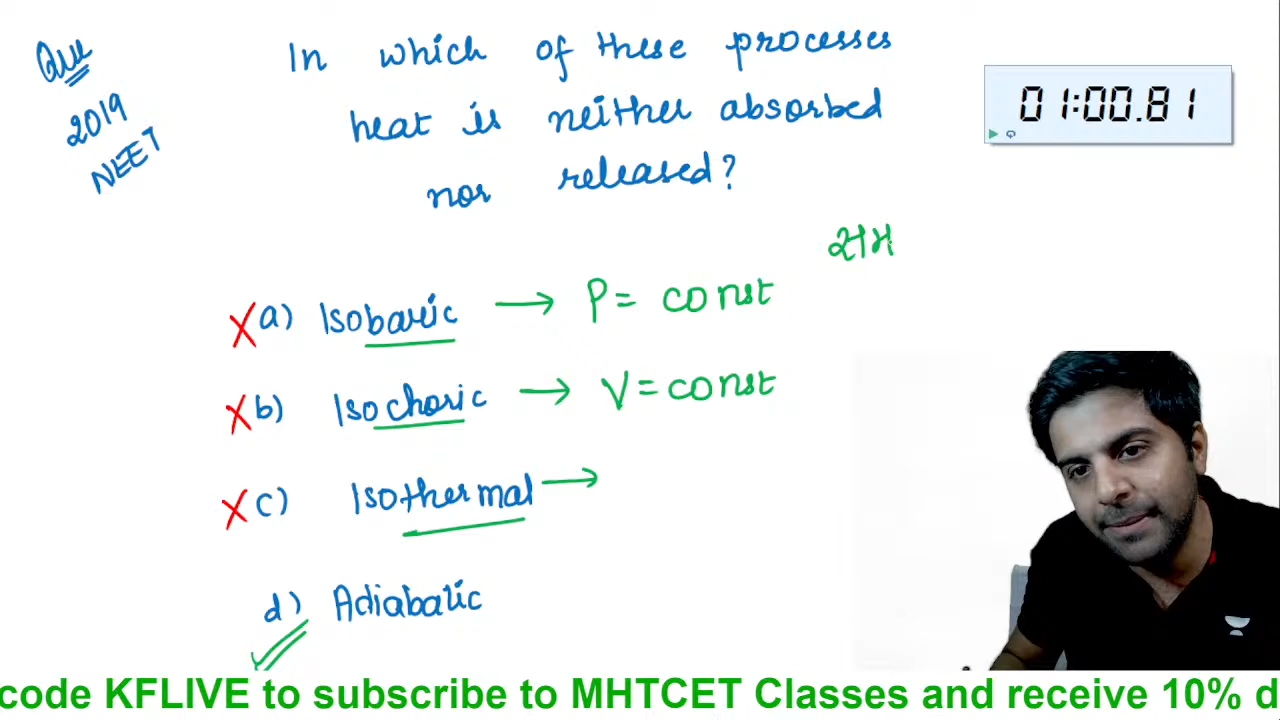 Que
2019
NEET
In which of these processes
heat is neither absorbed
nor released?
01:00.81
સમ
X a) Isobaric → P = const
X b) Isochoric → V = const
X c) Isothermal →
d) Adiabatic
code KFLIVE to subscribe to MHTCET Classes and receive 10% d